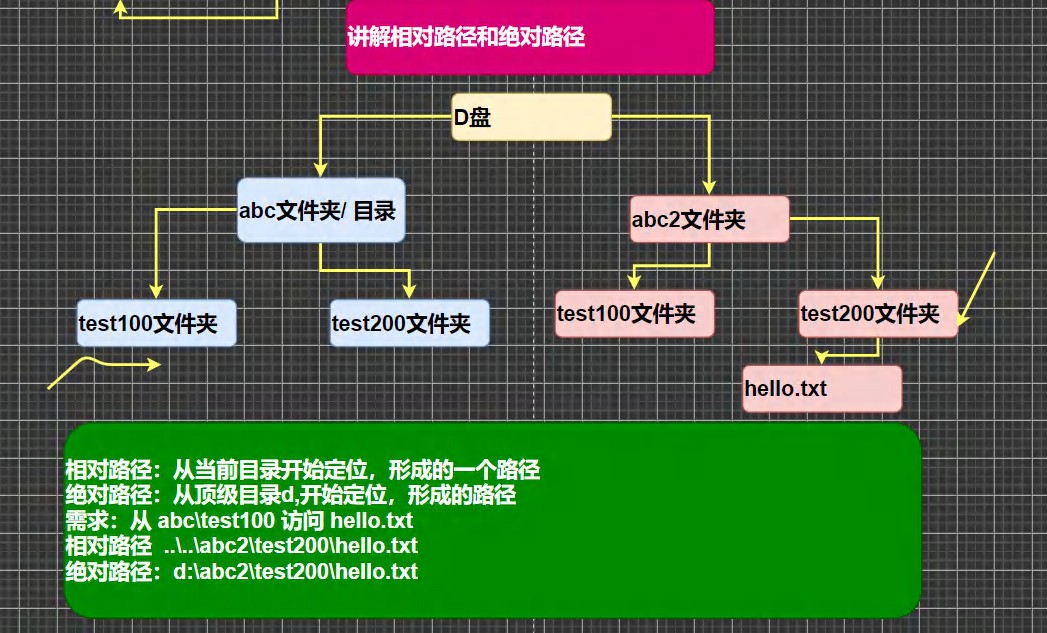 讲解相对路径和绝对路径
D盘
abc文件夹/ 目录
abc2文件夹
test100文件夹
test200文件夹
test100文件夹
test200文件夹
hello.txt
相对路径：从当前目录开始定位，形成的一个路径
绝对路径：从顶级目录d,开始定位，形成的路径
需求：从 abc\test100 访问 hello.txt
相对路径 ..\..\abc2\test200\hello.txt
绝对路径：d:\abc2\test200\hello.txt